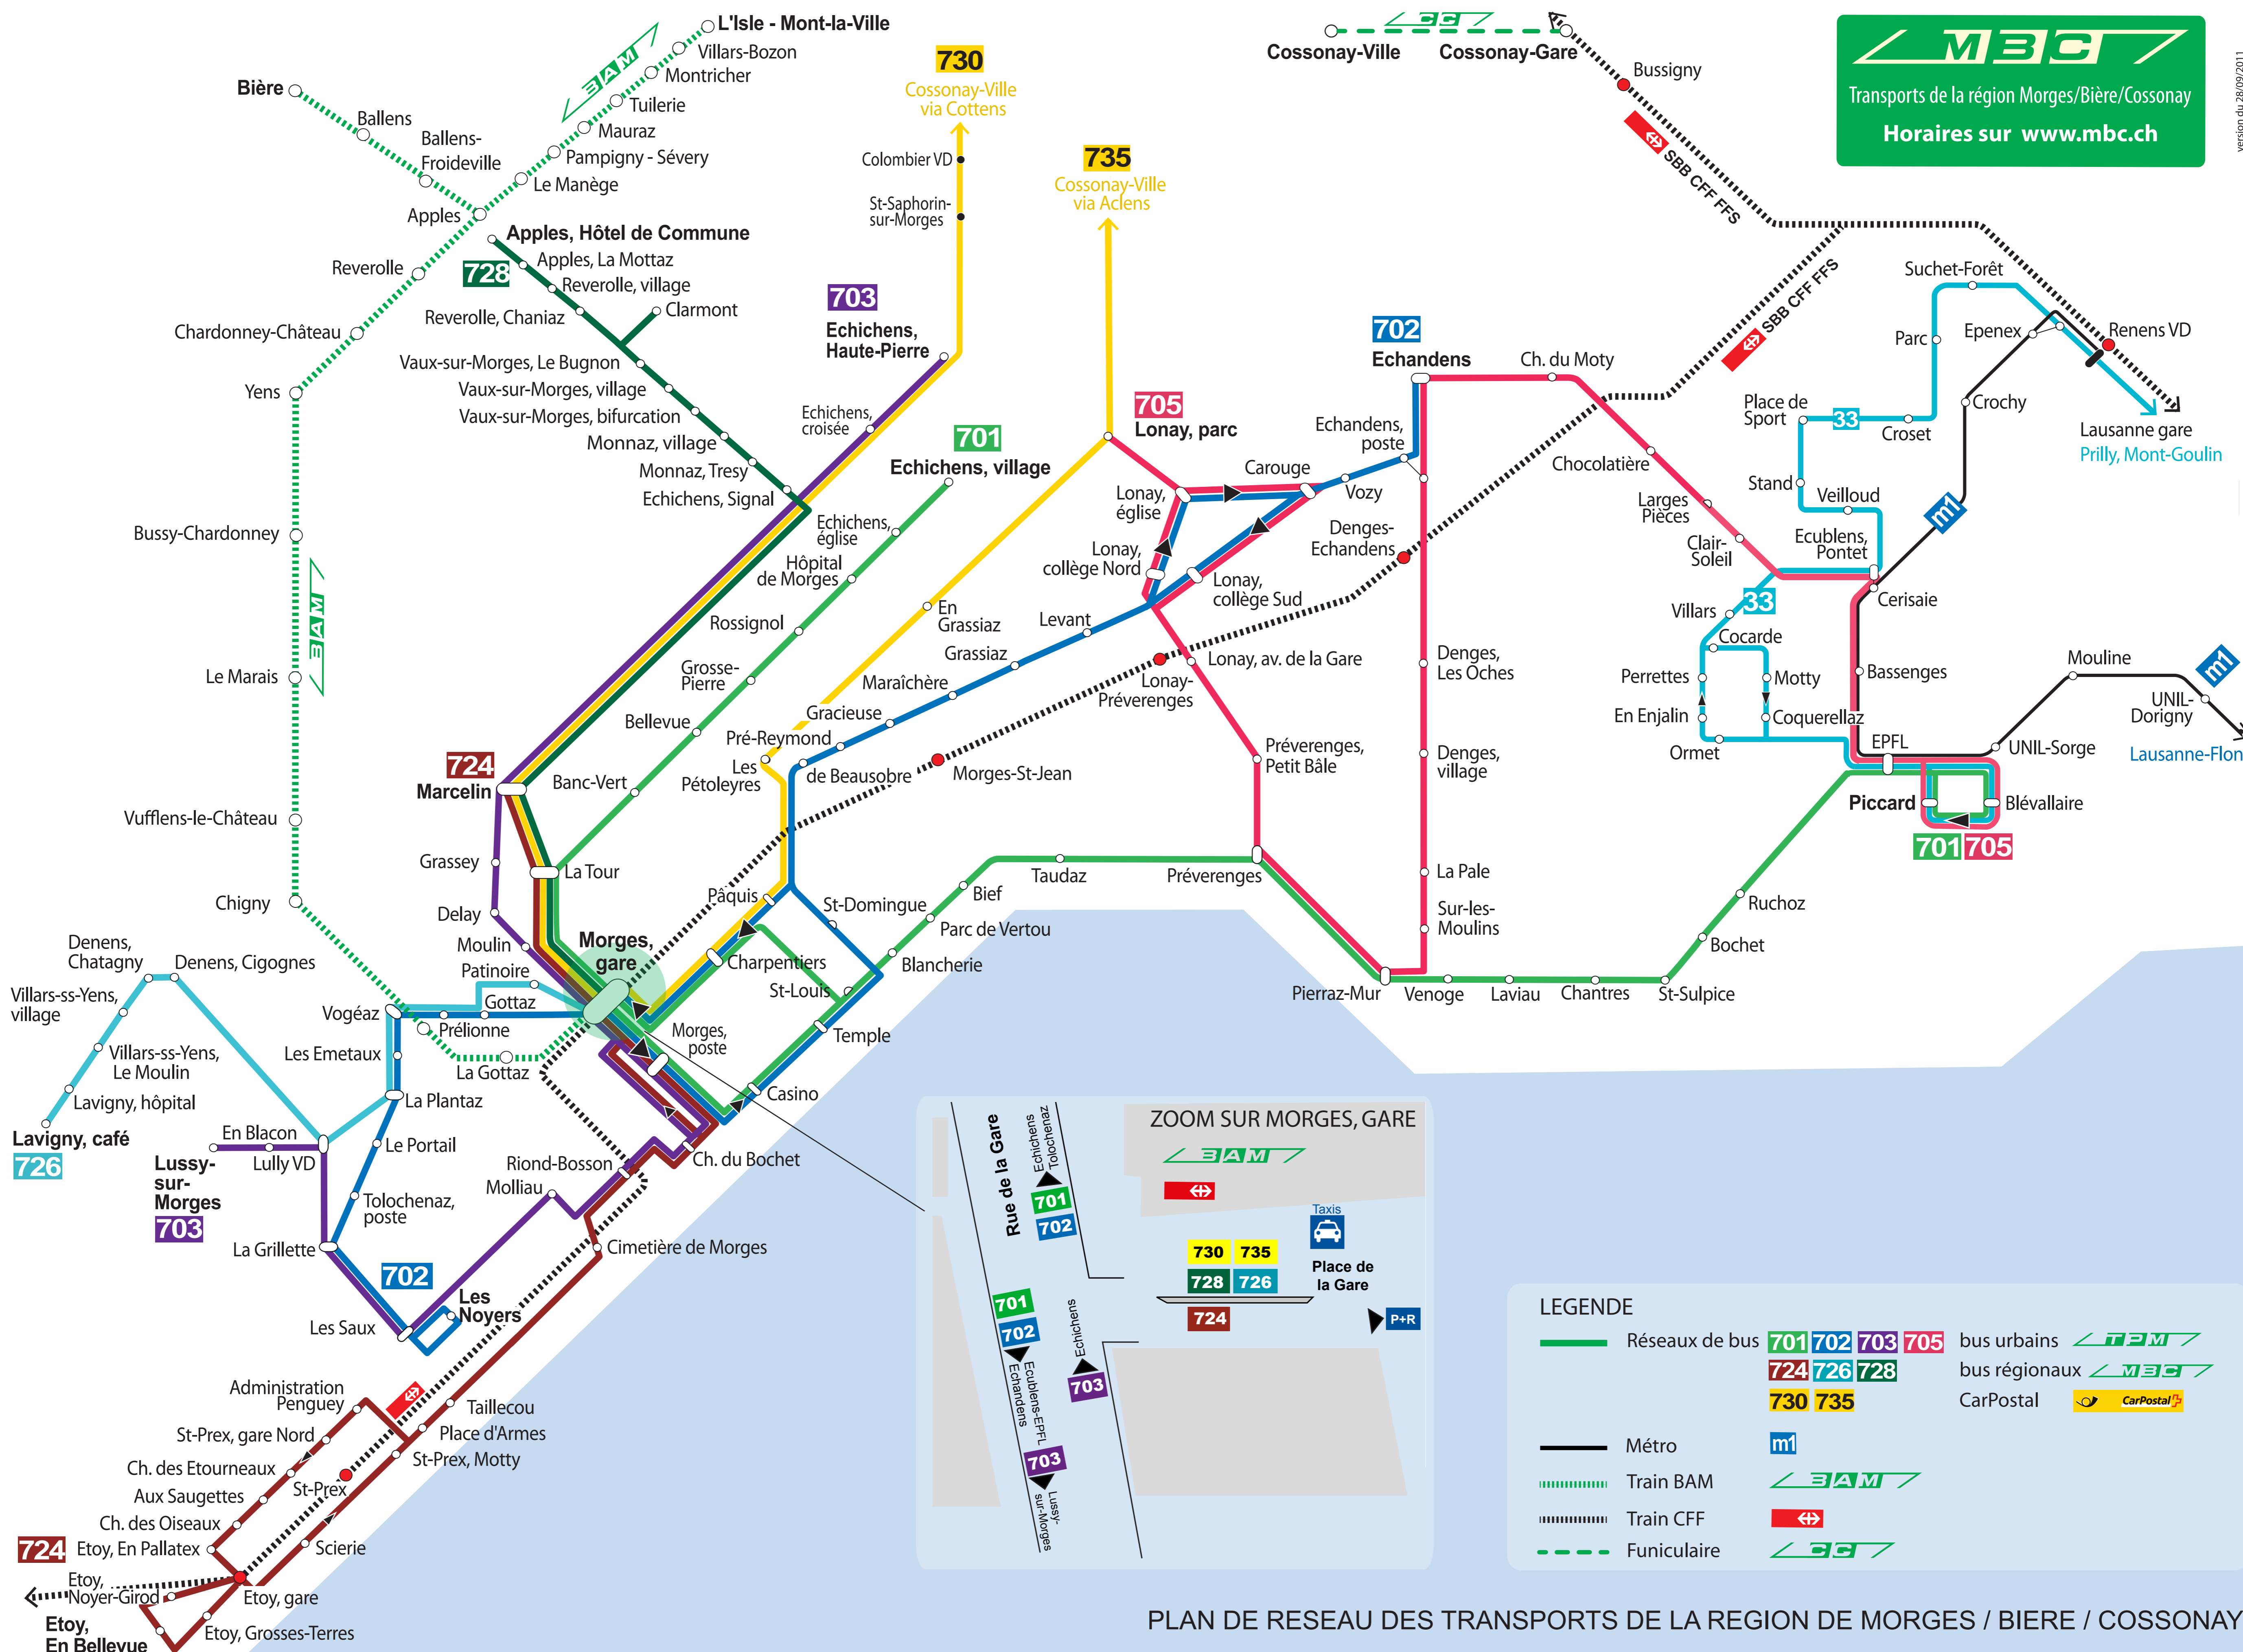 L'Isle - Mont-la-Ville
Villars-Bozon
Montricher
Tuilerie
Mauraz
Pampigny - Sévery
Le Manège
BAM
Bière
Ballens
Ballens-
Froideville
Apples
Reverolle
Chardonney-Château
Yens
Bussy-Chardonney
BAM
Le Marais
Vufflens-le-Château
Chigny
Apples, Hôtel de Commune
728
Apples, La Mottaz
Reverolle, village
Reverolle, Chaniaz
Clarmont
Vaux-sur-Morges, Le Bugnon
Vaux-sur-Morges, village
Vaux-sur-Morges, bifurcation
Monnaz, village
Monnaz, Tresy
Echichens, Signal
730
Cossonay-Ville
via Cottens
Colombier VD
St-Saphorin-
sur-Morges
703
Echichens,
Haute-Pierre
Echichens,
croisée
735
Cossonay-Ville
via Aclens
701
Echichens, village
Echichens,
église
Hôpital
de Morges
Rossignol
Grosse-
Pierre
Bellevue
Banc-Vert
724
Marcelin
Grassey
La Tour
Delay
Moulin
Morges,
gare
Patinoire
Gottaz
Vogéaz
Prélionne
Les Emetaux
La Gottaz
La Plantaz
Le Portail
Tolochenaz,
poste
Denens,
Chatagny
Denens, Cigognes
Villars-ss-Yens,
village
Villars-ss-Yens,
Le Moulin
Lavigny, hôpital
Lavigny, café
726
En Blacon
Lully VD
Lussy-
sur-
Morges
703
La Grillette
702
Les
Noyers
Les Saux
Riond-Bosson
Molliau
Ch. du Bochet
Cimetière de Morges
Administration
Penguey
Taillecou
St-Prex, gare Nord
Place d'Armes
St-Prex, Motty
Ch. des Etourneaux
St-Prex
Aux Saugettes
Ch. des Oiseaux
724
Etoy, En Pallatex
Scierie
Etoy,
Noyer-Girod
Etoy, gare
Etoy,
En Bellevue
Etoy, Grosses-Terres
CC
Cossonay-Ville
Cossonay-Gare
Bussigny
SBB CFF FFS
SBB CFF FFS
MBC
Transports de la région Morges/Bière/Cossonay
Horaires sur www.mbc.ch
version du 28/09/2011
705
Lonay, parc
702
Echandens
Ch. du Moty
Echandens,
poste
Carouge
Vozy
Lonay,
église
Lonay,
collège Nord
Lonay,
collège Sud
Denges-
Echandens
En
Grassiaz
Levant
Grassiaz
Maraîchère
Gracieuse
Pré-Reymond
Les
Pétoleyres
de Beausobre
Morges-St-Jean
Lonay-
Préverenges
Lonay, av. de la Gare
Préverenges,
Petit Bâle
Préverenges
Taudaz
Bief
Parc de Vertou
Blancherie
Pâquis
St-Domingue
Charpentiers
St-Louis
Temple
Morges,
poste
Casino
Denges,
Les Oches
Denges,
village
La Pale
Sur-les-
Moulins
Pierraz-Mur
Venoge
Laviau
Chantres
St-Sulpice
Bochet
Ruchoz
Chocolatière
Larges
Pièces
Clair-
Soleil
Suchet-Forêt
Parc
Epenex
Renens VD
Place de
Sport
33
Croset
Crochy
Lausanne gare
Prilly, Mont-Goulin
Stand
Veilloud
m1
Ecublens,
Pontet
Cerisaie
33
Villars
Cocarde
Perrettes
Motty
En Enjalin
Coquerellaz
Ormet
Bassenges
EPFL
Mouline
m1
UNIL-
Dorigny
UNIL-Sorge
Lausanne-Flon
Piccard
Blévallaire
701 705
ZOOM SUR MORGES, GARE
Rue de la Gare
Echichens
Tolochenaz
701
702
BAM
Taxis
730 735
728 726
724
Place de
la Gare
P+R
701
702
Ecublens-EPFL
Echandens
Echichens
703
703
Lussy-
sur-Morges
LEGENDE
Réseaux de bus 701 702 703 705 bus urbains TPM
724 726 728 bus régionaux MBC
730 735 CarPostal CarPostal
Métro m1
Train BAM BAM
Train CFF
Funiculaire CC
PLAN DE RESEAU DES TRANSPORTS DE LA REGION DE MORGES / BIERE / COSSONAY